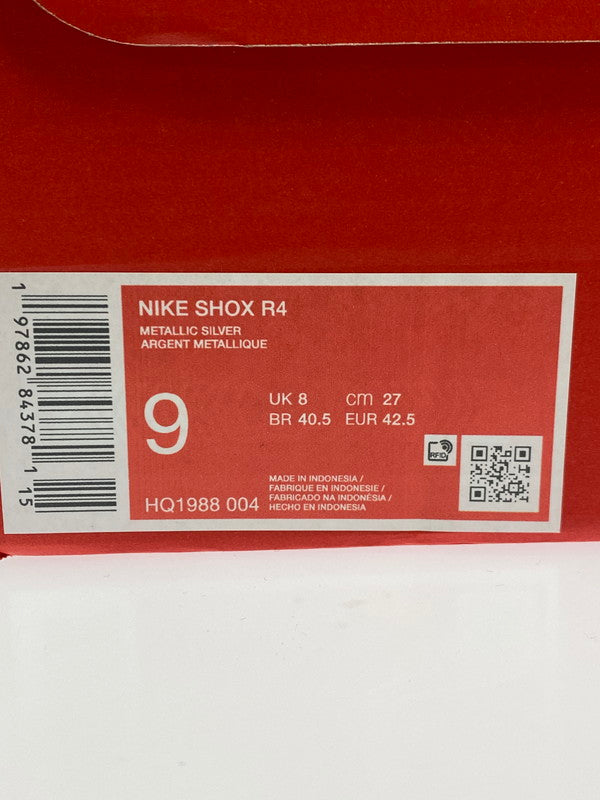 NIKE SHOX R4
METALLIC SILVER
ARGENT METALLIQUE
9
UK 8 cm 27
BR 40.5 EUR 42.5
RFID
MADE IN INDONESIA /
FABRIQUE EN INDONESIE /
FABRICADO NA INDONÉSIA /
HECHO EN INDONESIA
HQ1988 004
1 97862 84378 1 15